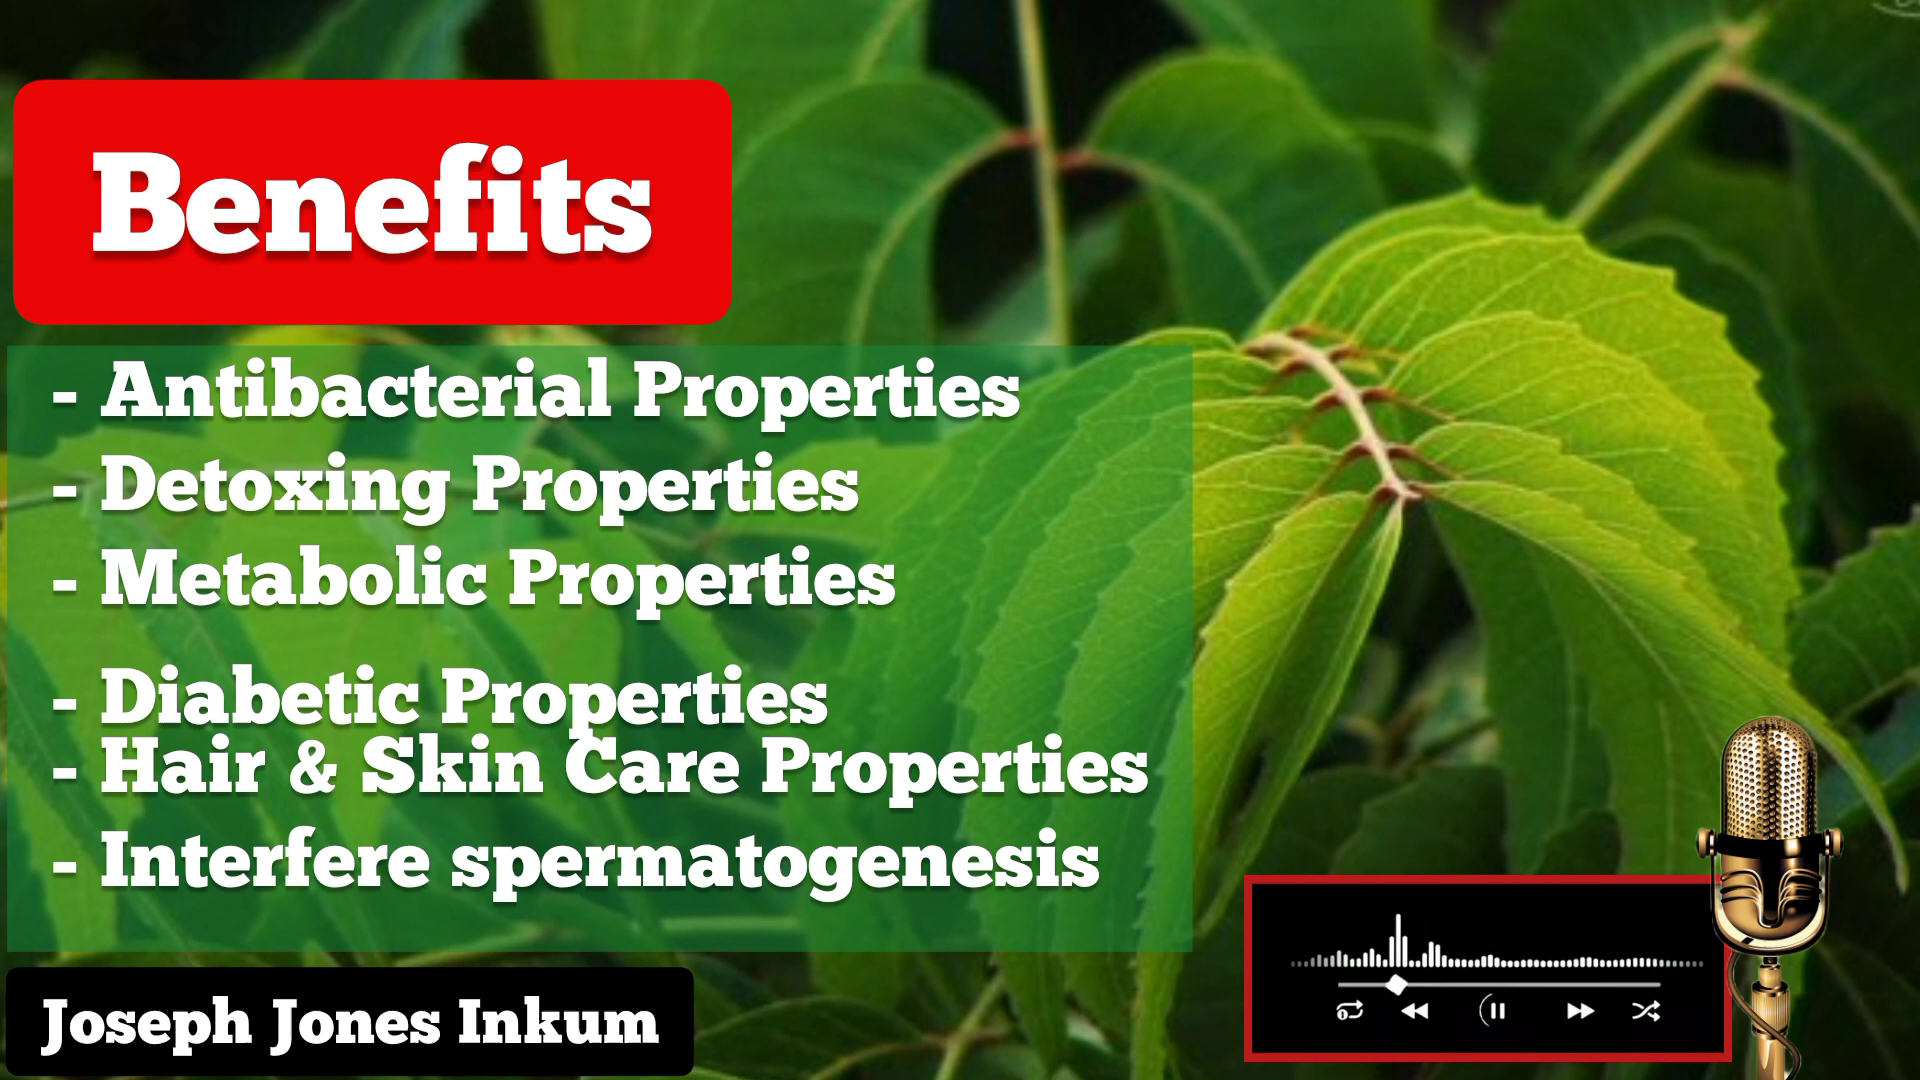 Benefits
- Antibacterial Properties
- Detoxing Properties
- Metabolic Properties
- Diabetic Properties
- Hair & Skin Care Properties
- Interfere spermatogenesis
Joseph Jones Inkum